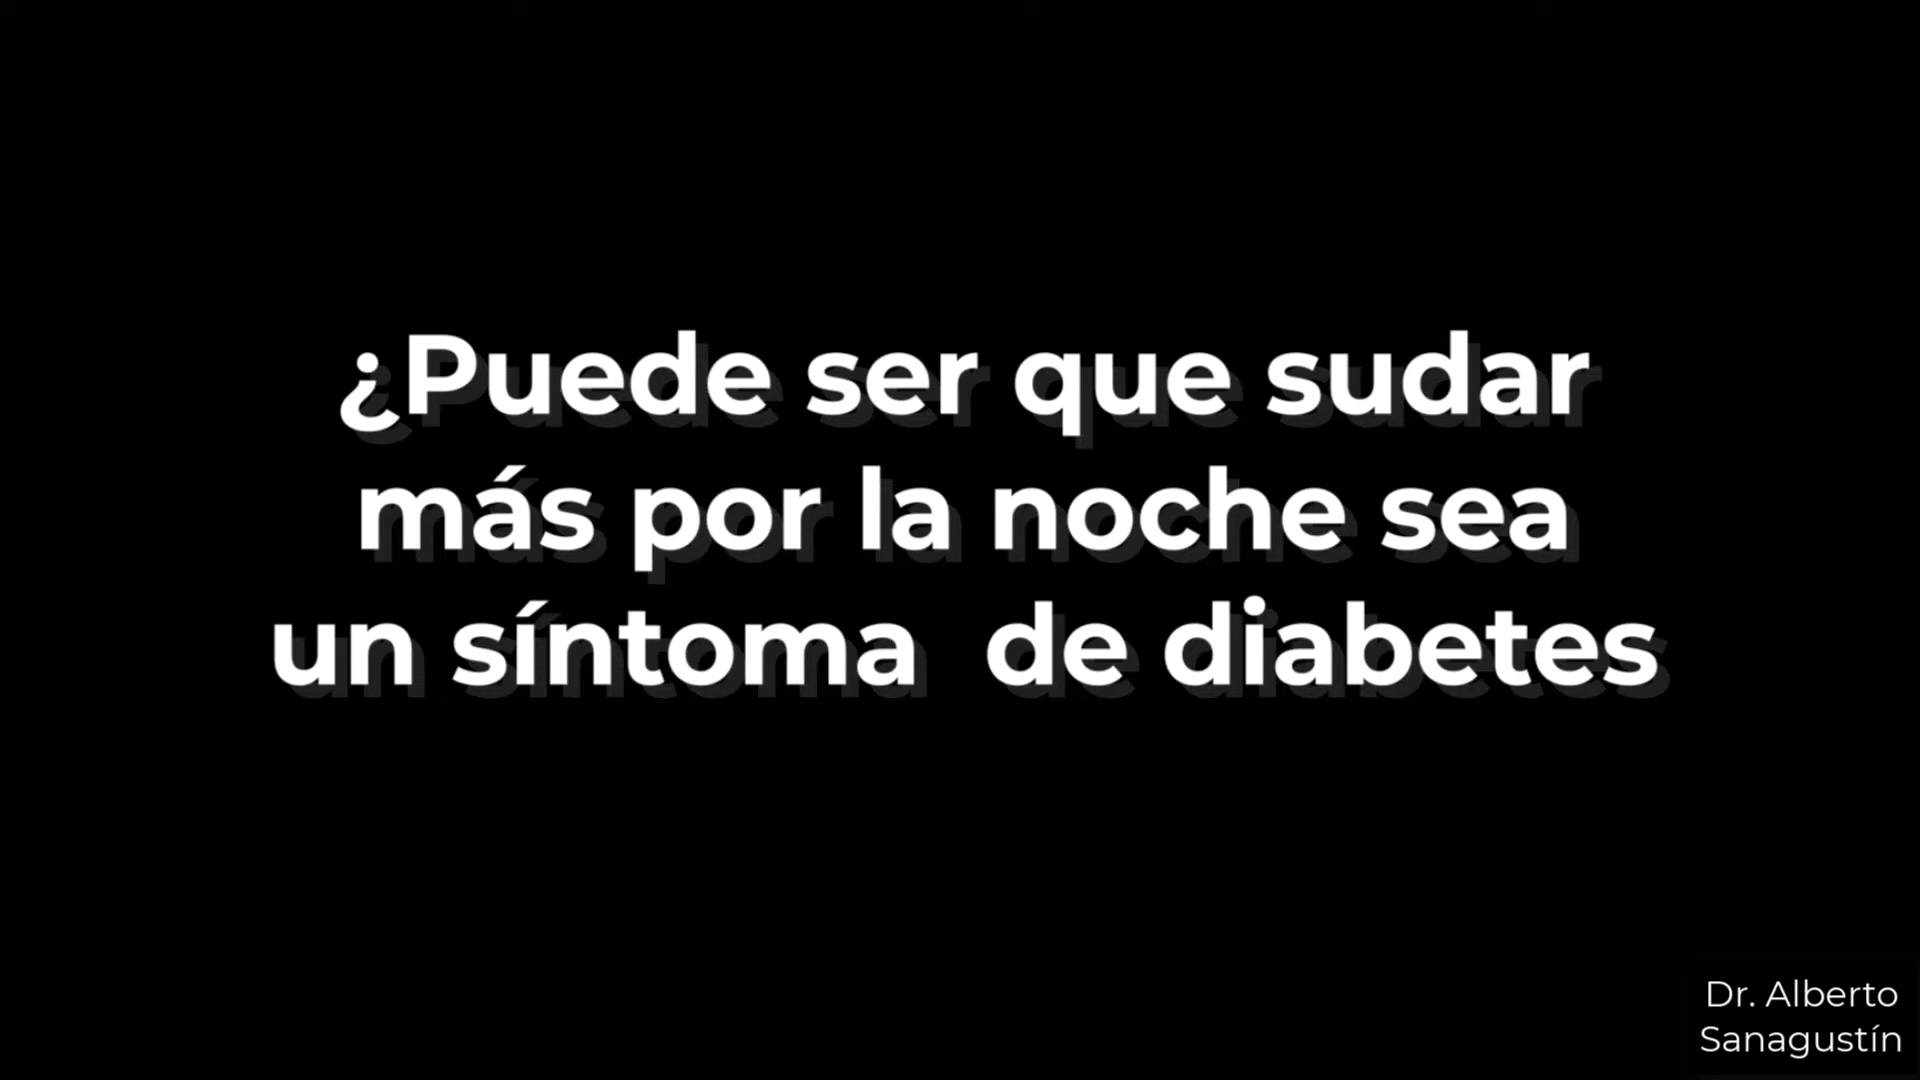 ¿Puede ser que sudar
más por la noche sea
un síntoma  de diabetes
Dr. Alberto
Sanagustín